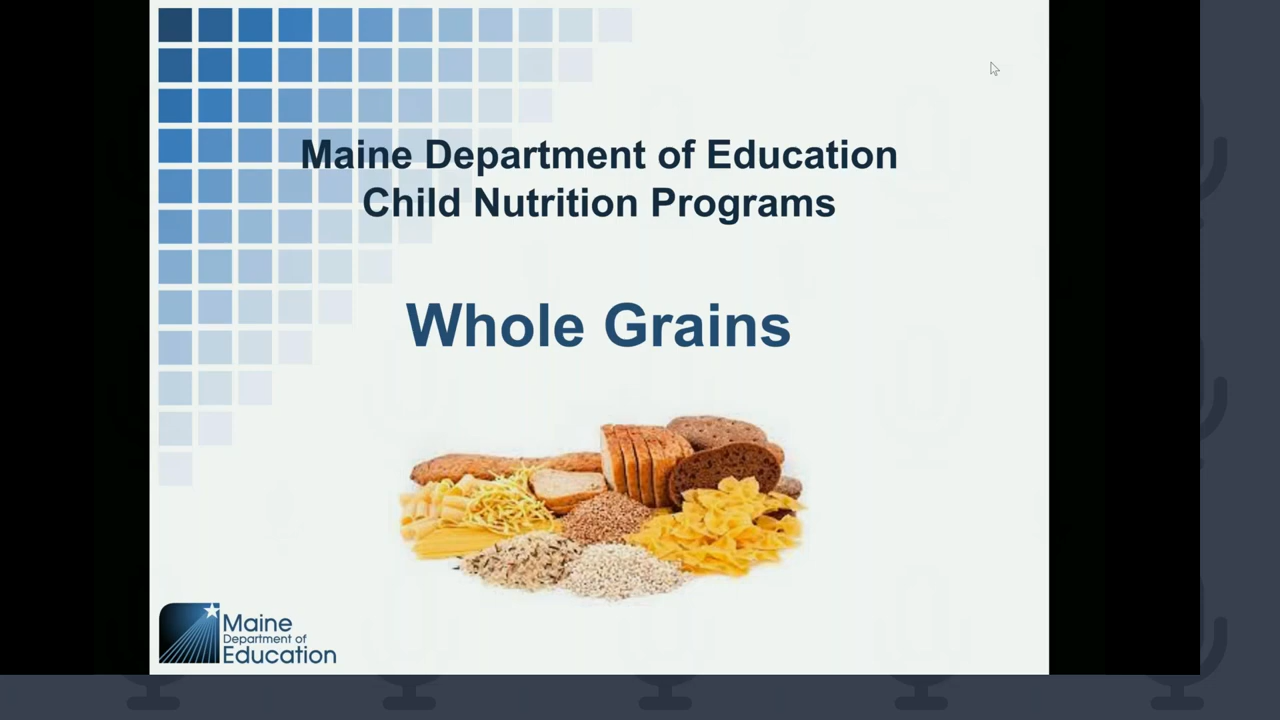 Maine Department of Education
Child Nutrition Programs
Whole Grains
Maine
Department of
Education